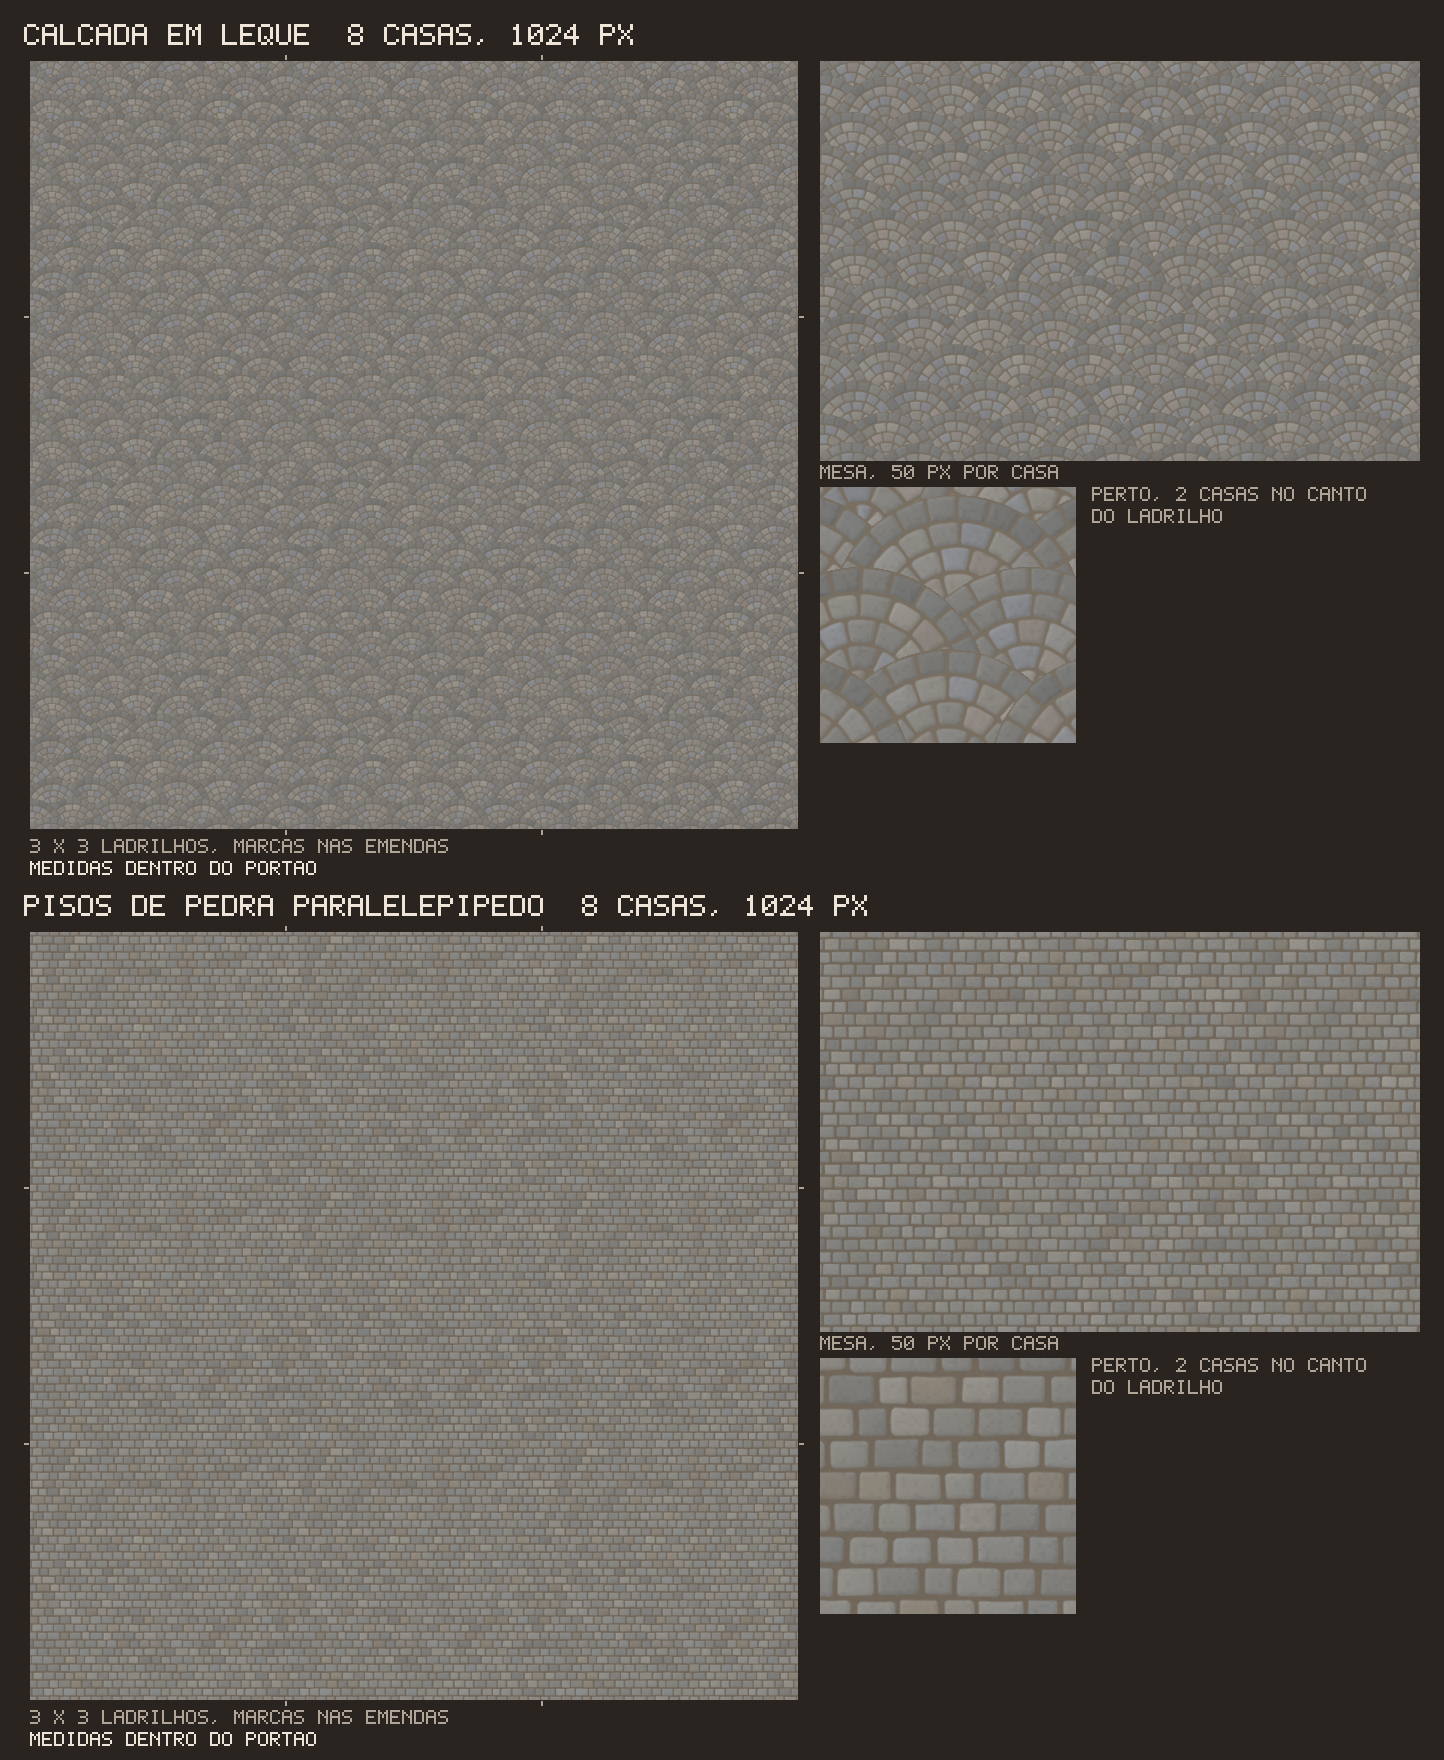 CALCADA EM LEQUE  8 CASAS, 1024 PX
MESA, 50 PX POR CASA
PERTO, 2 CASAS NO CANTO
DO LADRILHO
3 X 3 LADRILHOS, MARCAS NAS EMENDAS
MEDIDAS DENTRO DO PORTAO
PISOS DE PEDRA PARALELEPIPEDO  8 CASAS, 1024 PX
MESA, 50 PX POR CASA
PERTO, 2 CASAS NO CANTO
DO LADRILHO
3 X 3 LADRILHOS, MARCAS NAS EMENDAS
MEDIDAS DENTRO DO PORTAO